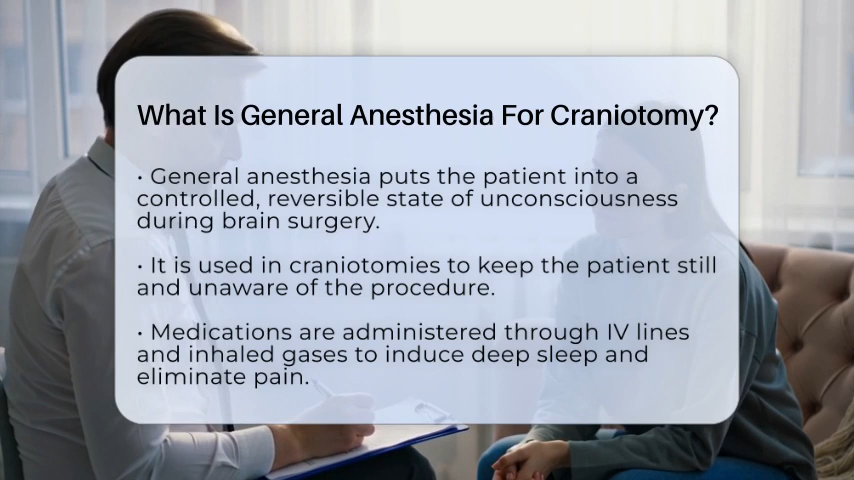 What Is General Anesthesia For Craniotomy?
• General anesthesia puts the patient into a
controlled, reversible state of unconsciousness
during brain surgery.
• It is used in craniotomies to keep the patient still
and unaware of the procedure.
• Medications are administered through IV lines
and inhaled gases to induce deep sleep and
eliminate pain.